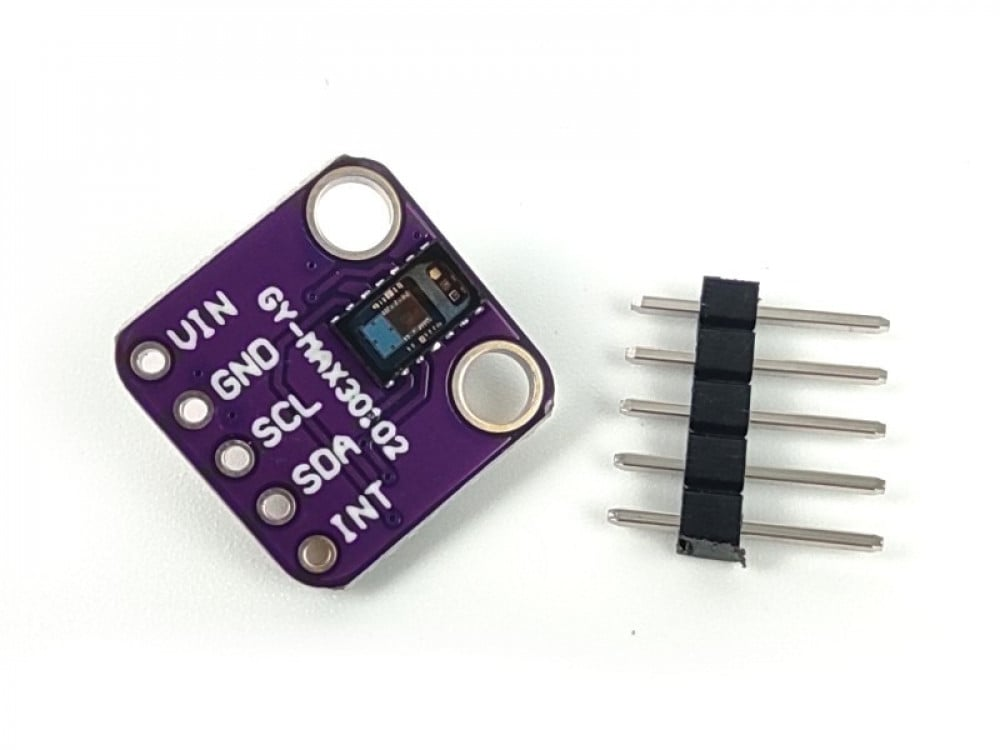 VIN
GND
SCL
SDA
INT
GY-MAX30102